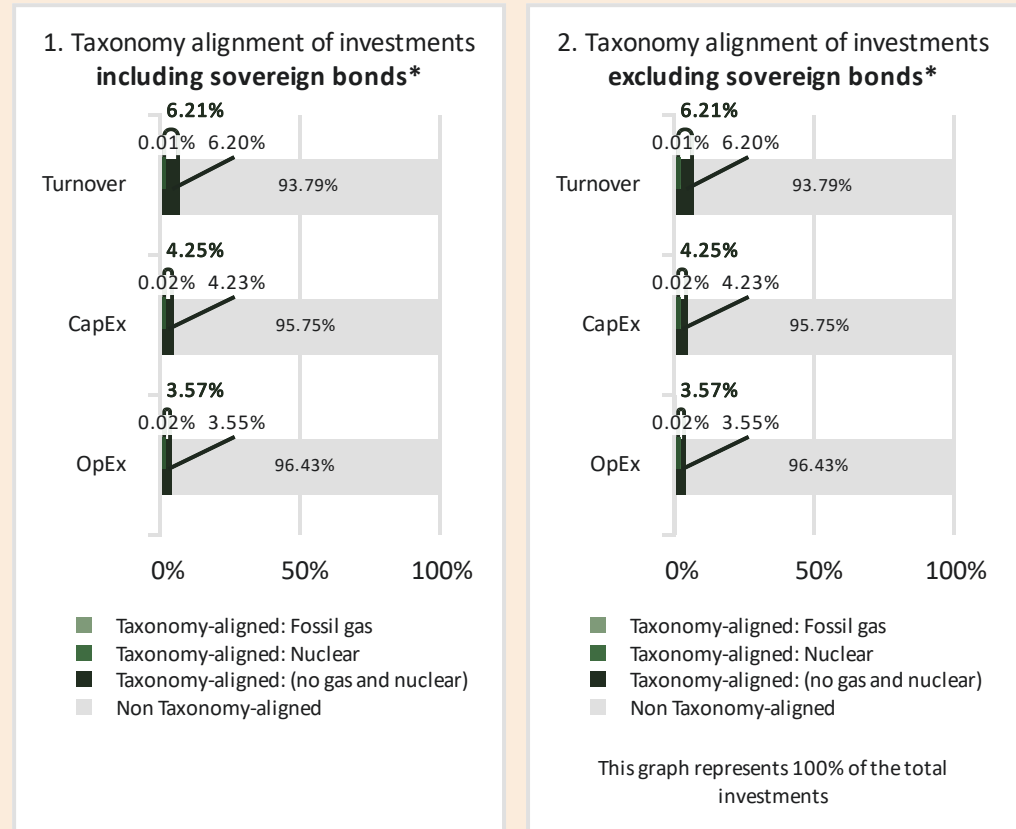 1. Taxonomy alignment of investments
including sovereign bonds*
6.21%
0.01% 6.20%
Turnover
93.79%
4.25%
0.02% 4.23%
CapEx
95.75%
3.57%
0.02% 3.55%
OpEx
96.43%
0% 50% 100%
Taxonomy-aligned: Fossil gas
Taxonomy-aligned: Nuclear
Taxonomy-aligned: (no gas and nuclear)
Non Taxonomy-aligned
2. Taxonomy alignment of investments
excluding sovereign bonds*
6.21%
0.01% 6.20%
Turnover
93.79%
4.25%
0.02% 4.23%
CapEx
95.75%
3.57%
0.02% 3.55%
OpEx
96.43%
0% 50% 100%
Taxonomy-aligned: Fossil gas
Taxonomy-aligned: Nuclear
Taxonomy-aligned: (no gas and nuclear)
Non Taxonomy-aligned
This graph represents 100% of the total
investments